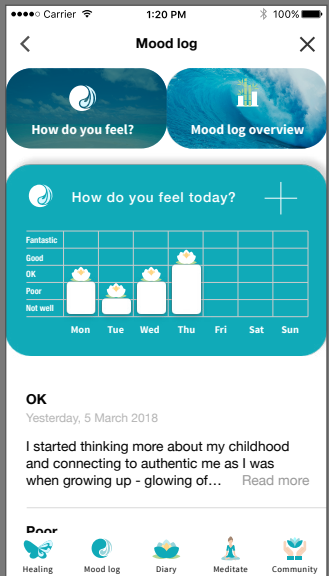 Carrier 1:20 PM 100%
Mood log
How do you feel?
Mood log overview
How do you feel today?
Fantastic
Good
OK
Poor
Not well
Mon Tue Wed Thu Fri Sat Sun
OK
Yesterday, 5 March 2018
I started thinking more about my childhood
and connecting to authentic me as I was
when growing up - glowing of… Read more
Poor
Healing Mood log Diary Meditate Community